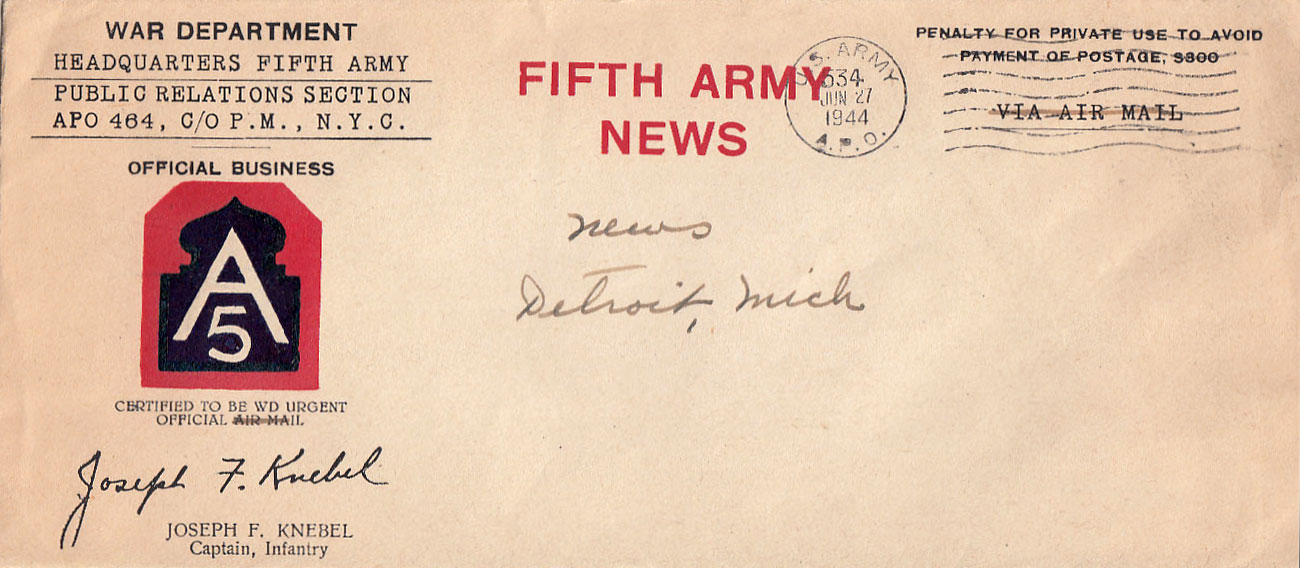 WAR DEPARTMENT
HEADQUARTERS FIFTH ARMY
PUBLIC RELATIONS SECTION
APO 464, C/O P.M., N.Y.C.
OFFICIAL BUSINESS
A
5
CERTIFIED TO BE WD URGENT
OFFICIAL AIR MAIL
Joseph F. Knebel
JOSEPH F. KNEBEL
Captain, Infantry
FIFTH ARMY
NEWS
U.S. ARMY
534
JUN 27
1944
A.P.O.
PENALTY FOR PRIVATE USE TO AVOID
PAYMENT OF POSTAGE, $300
VIA AIR MAIL
News
Detroit, Mich